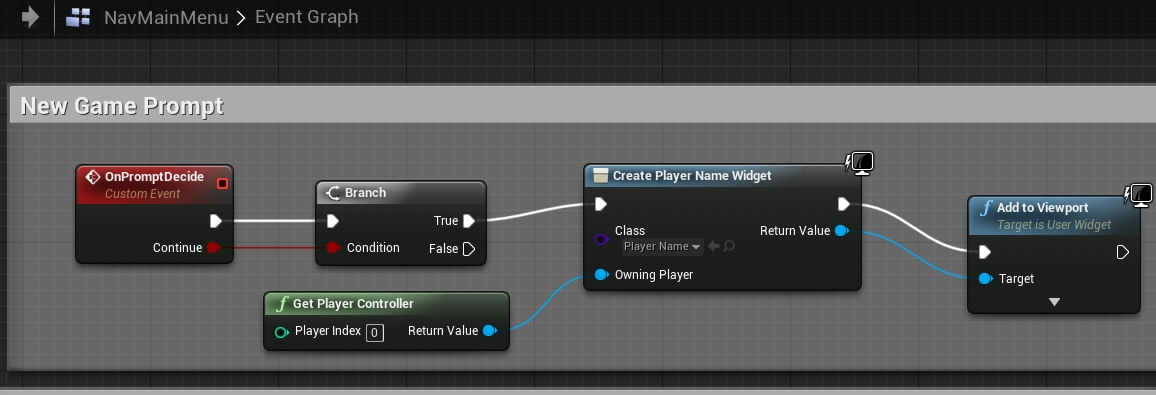 NavMainMenu > Event Graph
New Game Prompt
OnPromptDecide
Custom Event
Continue
Branch
True
Condition
False
Get Player Controller
Player Index 0
Return Value
Create Player Name Widget
Class
Player Name
Return Value
Owning Player
Add to Viewport
Target is User Widget
Target